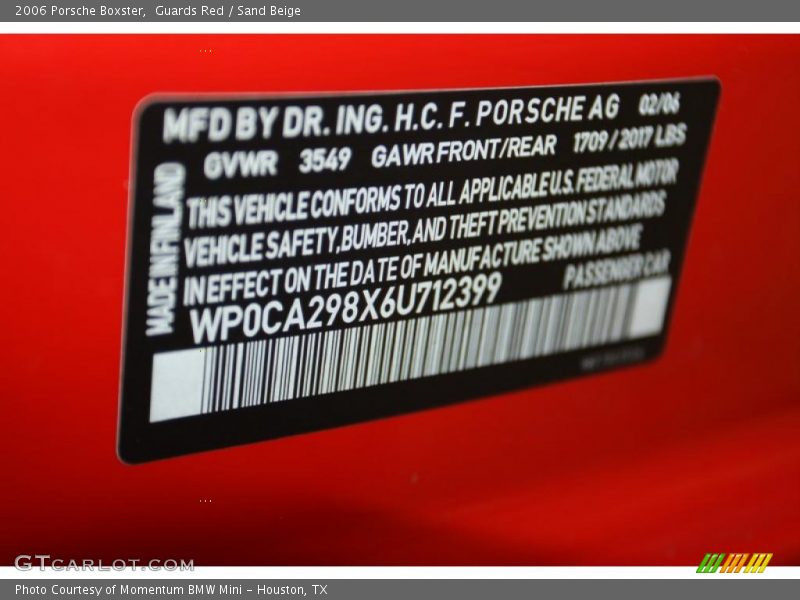 2006 Porsche Boxster, Guards Red / Sand Beige
MFD BY DR. ING. H.C. F. PORSCHE AG 02/06
GVWR 3549 GAWR FRONT/REAR 1709/2017 LBS
MADE IN FINLAND
THIS VEHICLE CONFORMS TO ALL APPLICABLE U.S. FEDERAL MOTOR
VEHICLE SAFETY, BUMBER, AND THEFT PREVENTION STANDARDS
IN EFFECT ON THE DATE OF MANUFACTURE SHOWN ABOVE
WP0CA298X6U712399 PASSENGER CAR
GTCARLOT.COM
Photo Courtesy of Momentum BMW Mini - Houston, TX